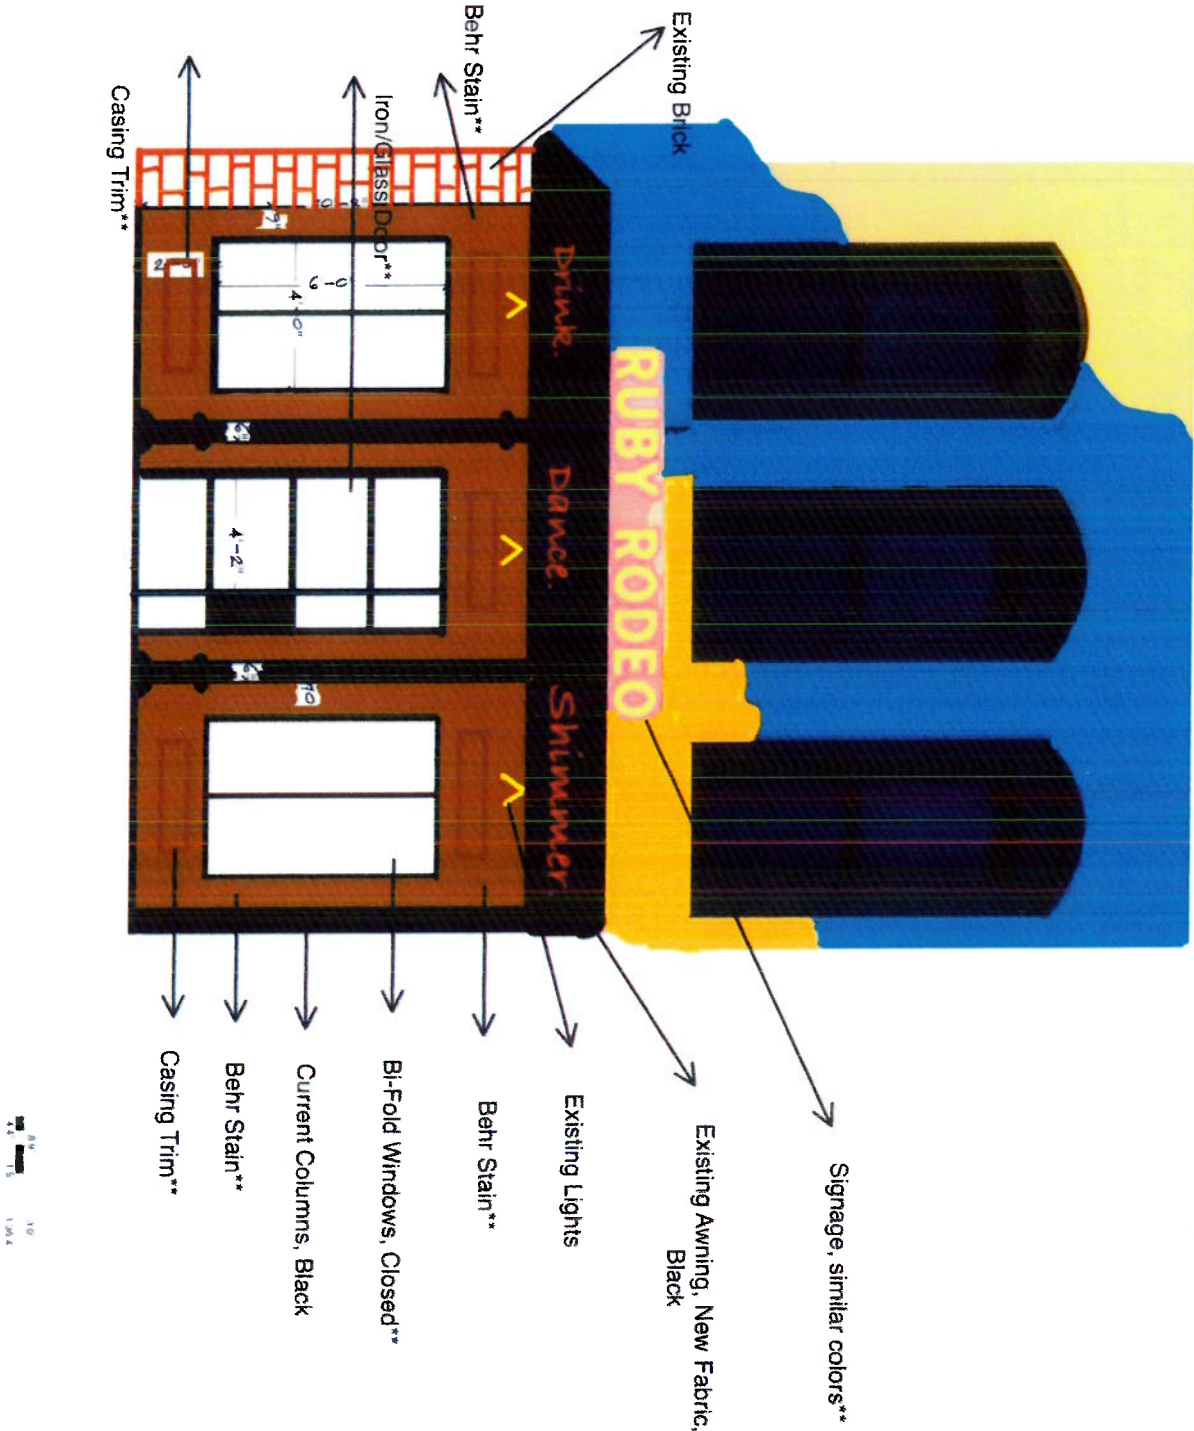 Signage, similar colors**
Existing Awning, New Fabric,
Black
Existing Lights
Behr Stain**
Bi-Fold Windows, Closed**
Current Columns, Black
Behr Stain**
Casing Trim**
Existing Brick
Behr Stain**
Iron/Glass Door**
Casing Trim**
RUBY RODEO
Drink. Dance. Shimmer.
6-0
4'-0"
4'-2"